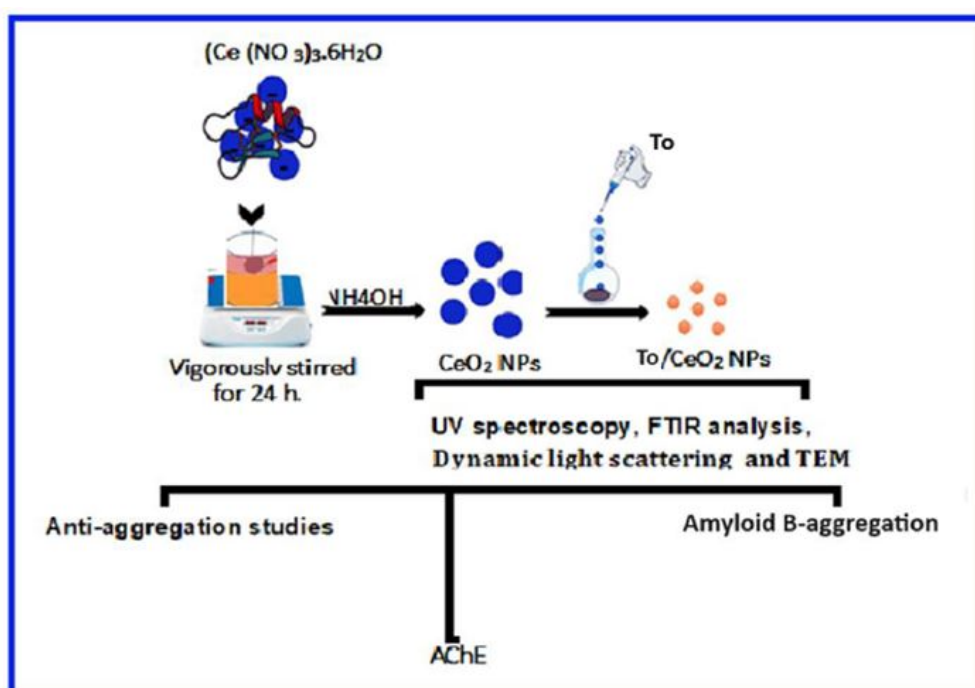 (Ce (NO 3)3.6H2O
To
NH4OH
Vigorously stirred
for 24 h.
CeO2 NPs
To/CeO2 NPs
UV spectroscopy, FTIR analysis,
Dynamic light scattering and TEM
Anti-aggregation studies
Amyloid B-aggregation
AChE